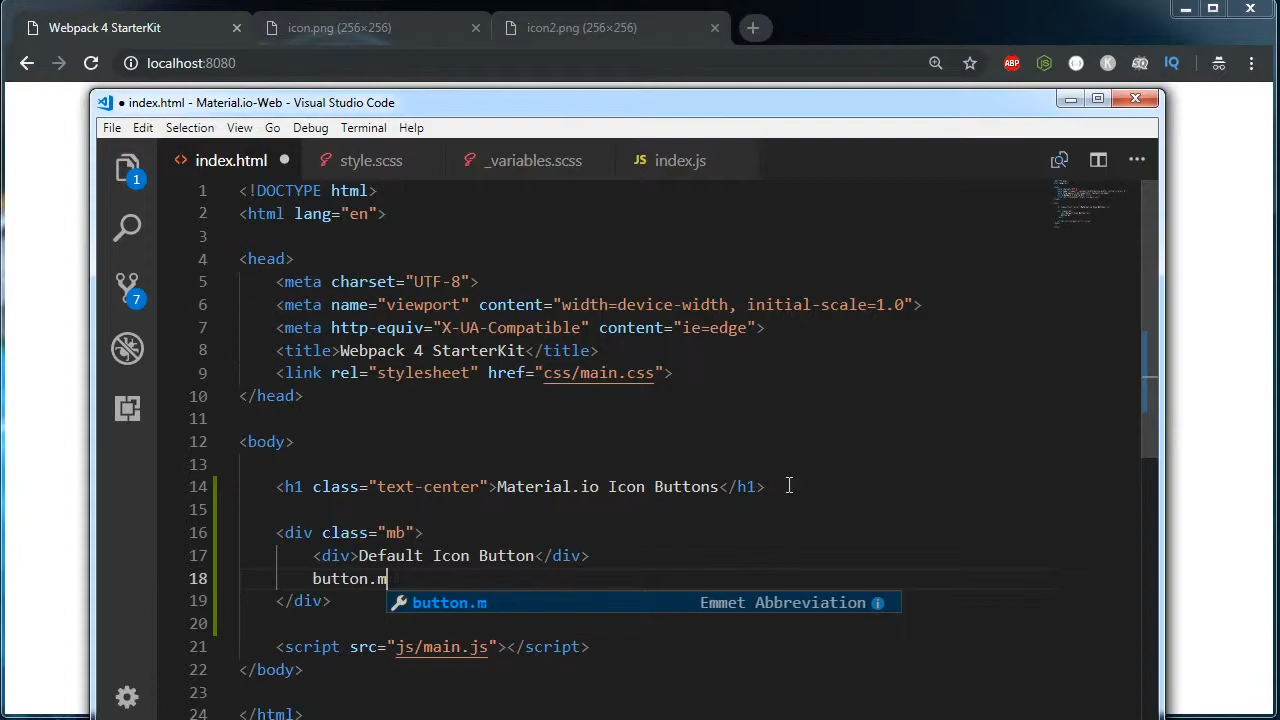 Webpack 4 StarterKit
icon.png (256×256)
icon2.png (256×256)
localhost:8080
ABP
IQ
index.html - Material.io-Web - Visual Studio Code
File Edit Selection View Go Debug Terminal Help
index.html
style.scss
_variables.scss
JS index.js
1 <!DOCTYPE html>
2 <html lang="en">
3
4 <head>
5 <meta charset="UTF-8">
6 <meta name="viewport" content="width=device-width, initial-scale=1.0">
7 <meta http-equiv="X-UA-Compatible" content="ie=edge">
8 <title>Webpack 4 StarterKit</title>
9 <link rel="stylesheet" href="css/main.css">
10 </head>
11
12 <body>
13
14 <h1 class="text-center">Material.io Icon Buttons</h1>
15
16 <div class="mb">
17 <div>Default Icon Button</div>
18 button.m
19 </div>
button.m Emmet Abbreviation
20
21 <script src="js/main.js"></script>
22 </body>
23
24 </html>
1
7